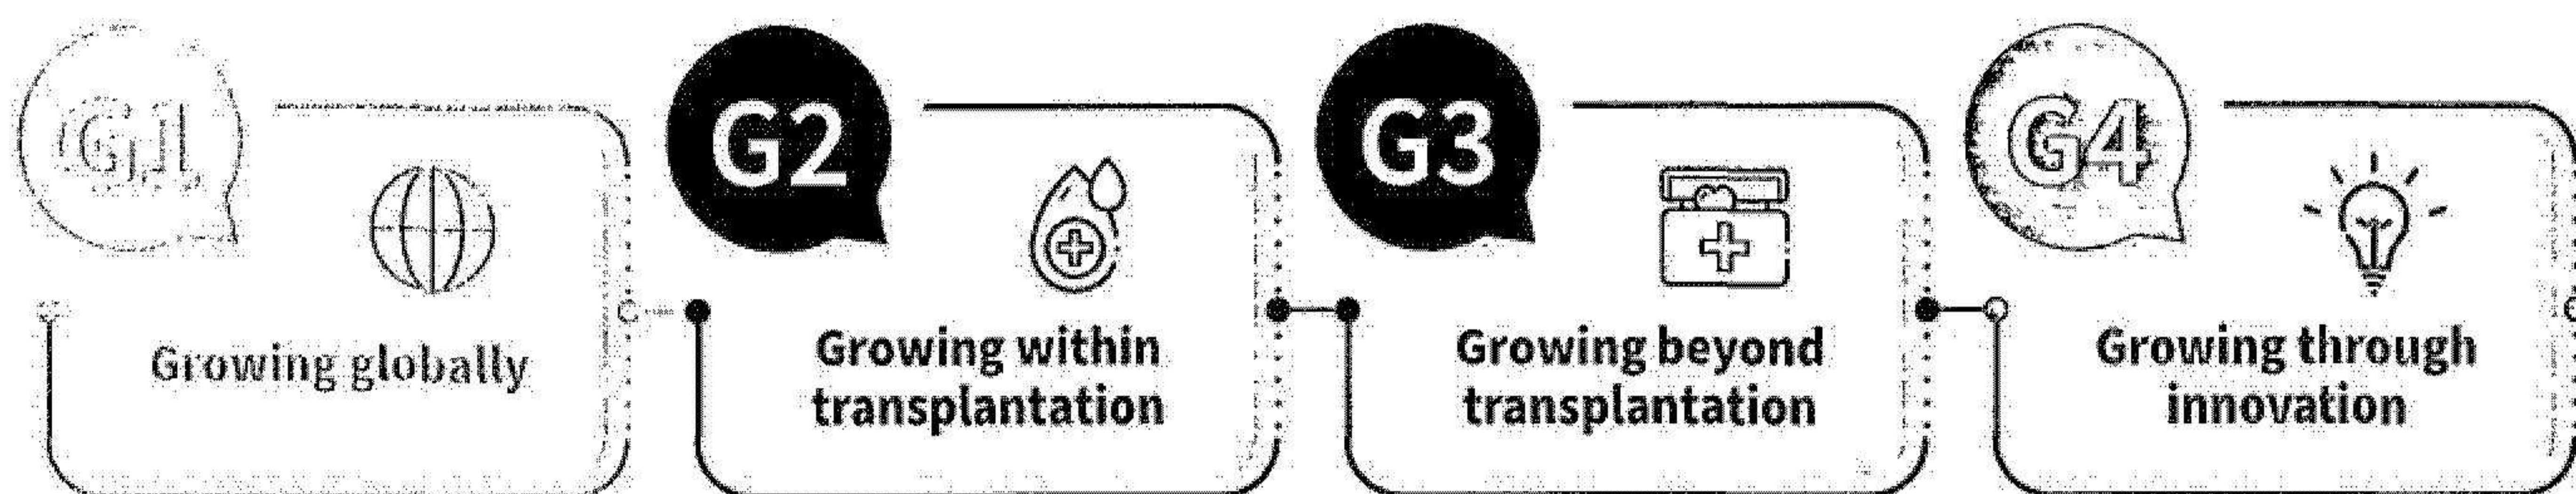 G1
Growing globally
G2
Growing within
transplantation
G3
Growing beyond
transplantation
G4
Growing through
innovation